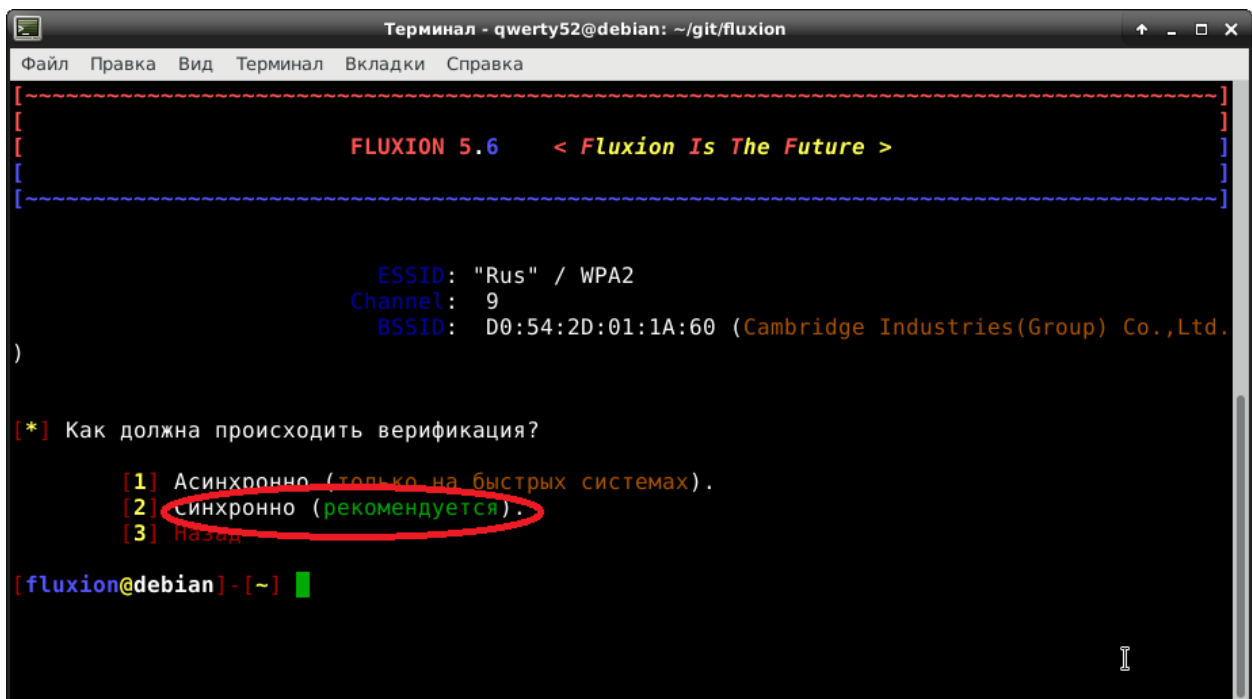 Терминал - qwerty52@debian: ~/git/fluxion
Файл Правка Вид Терминал Вкладки Справка
[~~~~~~~~~~~~~~~~~~~~~~~~~~~~~~~~~~~~~~~~~~~~~~~~~~~~~~~~~~~~~~~~~~~~~~~~~~~~~~~~~~~~~~~~]
[ ]
[ FLUXION 5.6 < Fluxion Is The Future > ]
[ ]
[~~~~~~~~~~~~~~~~~~~~~~~~~~~~~~~~~~~~~~~~~~~~~~~~~~~~~~~~~~~~~~~~~~~~~~~~~~~~~~~~~~~~~~~~]
ESSID: "Rus" / WPA2
Channel: 9
BSSID: D0:54:2D:01:1A:60 (Cambridge Industries(Group) Co.,Ltd.
)
[*] Как должна происходить верификация?
[1] Асинхронно (только на быстрых системах).
[2] Синхронно (рекомендуется).
[3] Назад
[fluxion@debian]-[~]